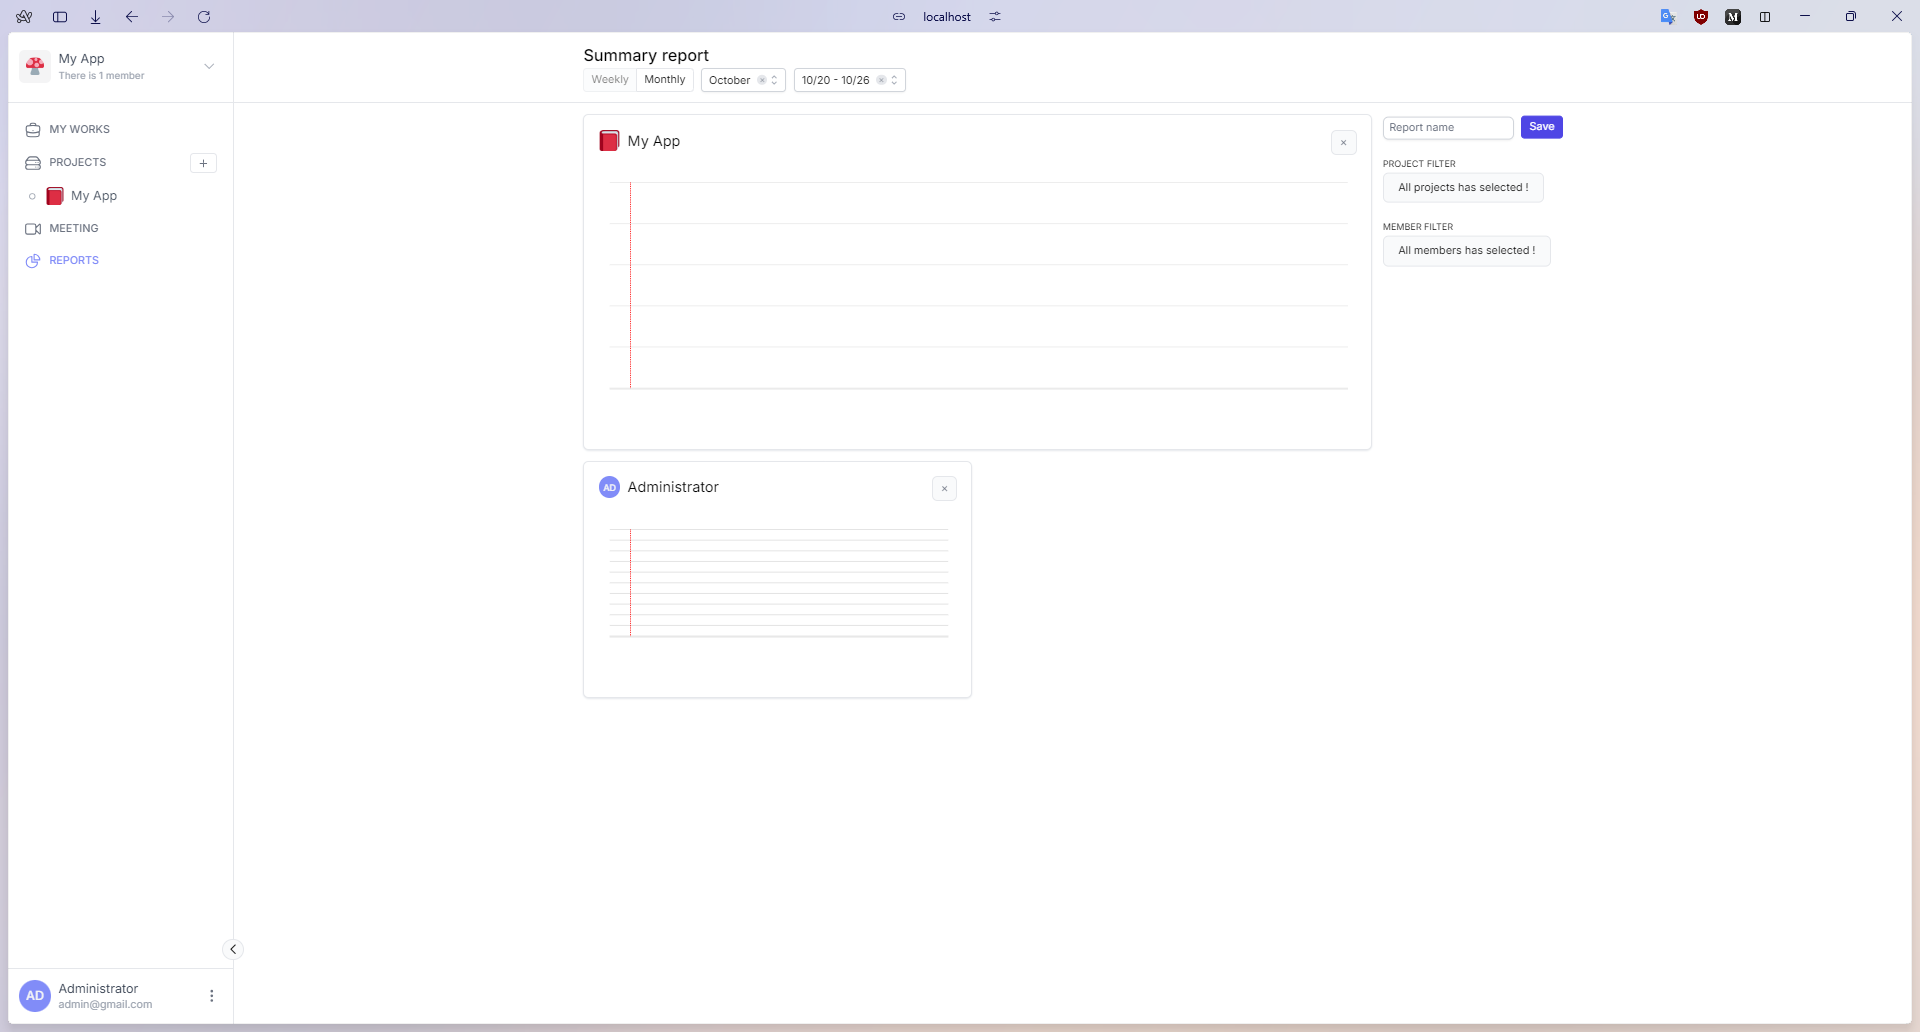 localhost
My App
There is 1 member
MY WORKS
PROJECTS
My App
MEETING
REPORTS
Administrator
admin@gmail.com
AD
Summary report
Weekly
Monthly
October
10/20 - 10/26
My App
AD
Administrator
Report name
Save
PROJECT FILTER
All projects has selected !
MEMBER FILTER
All members has selected !